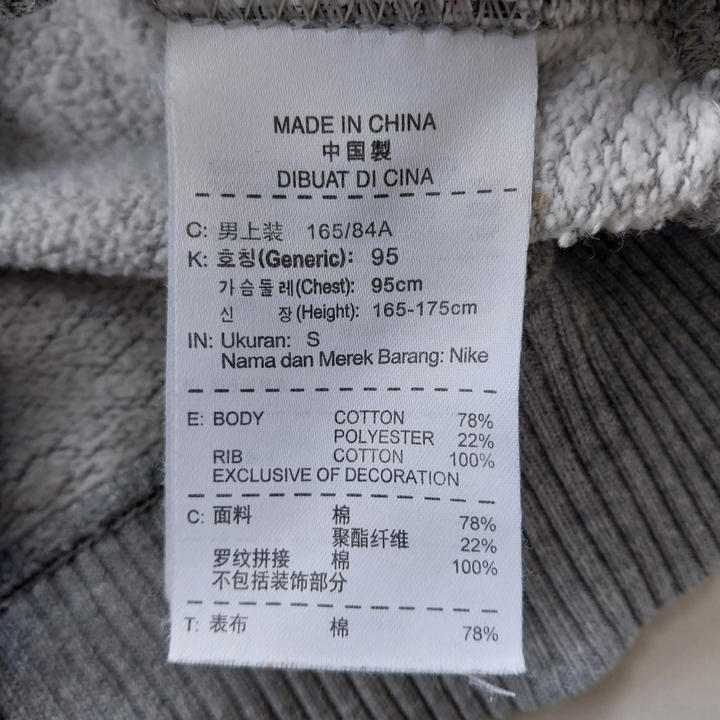 MADE IN CHINA
中国製
DIBUAT DI CINA
C: 男上装 165/84A
K: 호칭(Generic): 95
가슴둘레(Chest): 95cm
신 장(Height): 165-175cm
IN: Ukuran: S
Nama dan Merek Barang: Nike
E: BODY COTTON 78%
POLYESTER 22%
RIB COTTON 100%
EXCLUSIVE OF DECORATION
C: 面料 棉 78%
聚酯纤维 22%
罗纹拼接 棉 100%
不包括装饰部分
T: 表布 棉 78%